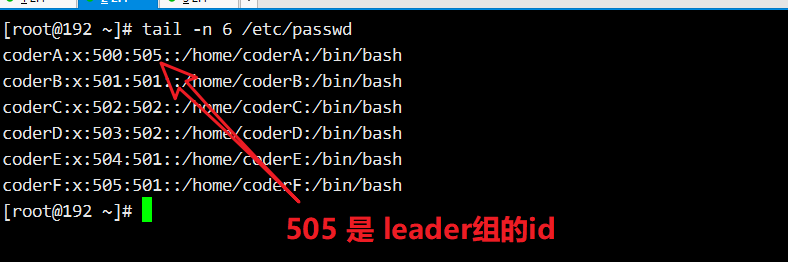 [root@192 ~]# tail -n 6 /etc/passwd
coderA:x:500:505::/home/coderA:/bin/bash
coderB:x:501:501::/home/coderB:/bin/bash
coderC:x:502:502::/home/coderC:/bin/bash
coderD:x:503:502::/home/coderD:/bin/bash
coderE:x:504:501::/home/coderE:/bin/bash
coderF:x:505:501::/home/coderF:/bin/bash
[root@192 ~]#
505 是 leader组的id